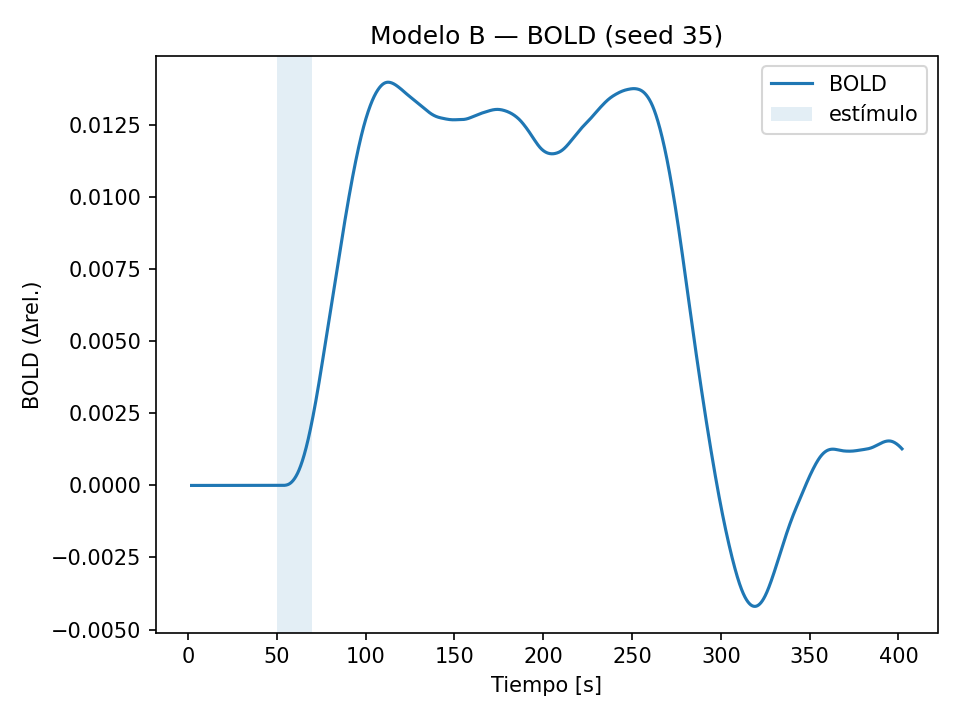 Modelo B — BOLD (seed 35)
BOLD
estímulo
0.0125
0.0100
0.0075
0.0050
0.0025
0.0000
−0.0025
−0.0050
BOLD (Δrel.)
0 50 100 150 200 250 300 350 400
Tiempo [s]